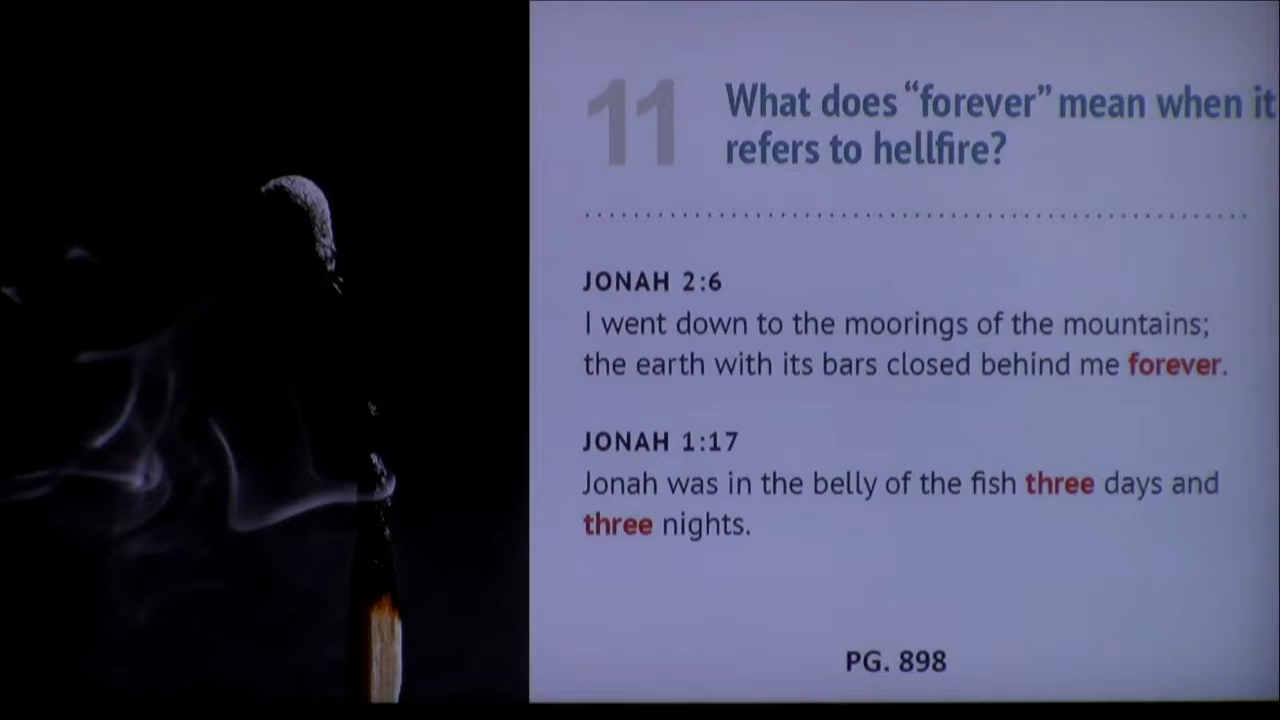 11
What does “forever” mean when it
refers to hellfire?
JONAH 2:6
I went down to the moorings of the mountains;
the earth with its bars closed behind me forever.
JONAH 1:17
Jonah was in the belly of the fish three days and
three nights.
PG. 898